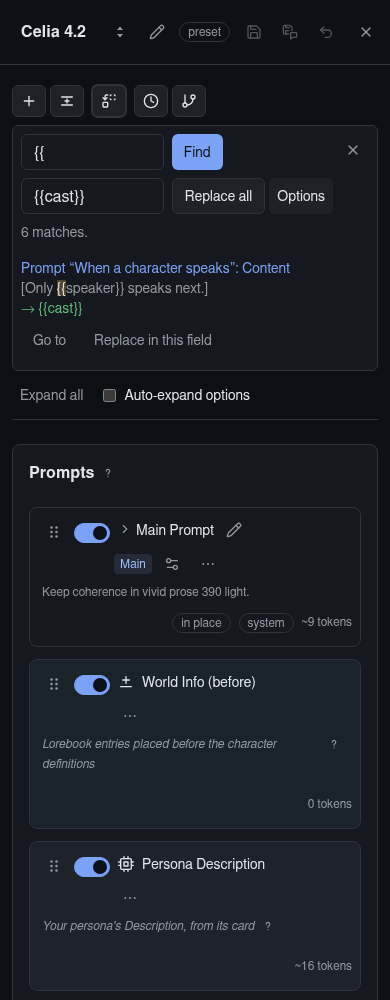 Celia 4.2
preset
{{
Find
{{cast}}
Replace all
Options
6 matches.
Prompt “When a character speaks”: Content
[Only {{speaker}} speaks next.]
→ {{cast}}
Go to
Replace in this field
Expand all
Auto-expand options
Prompts ?
Main Prompt
Main
Keep coherence in vivid prose 390 light.
in place
system
~9 tokens
World Info (before)
Lorebook entries placed before the character ?
definitions
0 tokens
Persona Description
Your persona's Description, from its card ?
~16 tokens